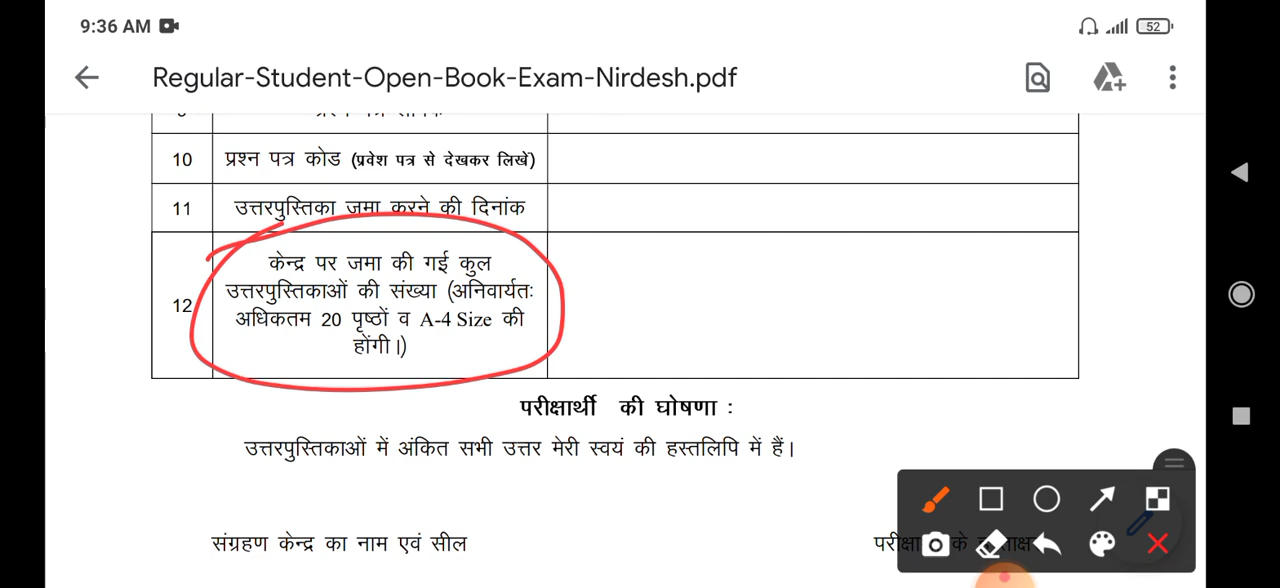 9:36 AM
52
Regular-Student-Open-Book-Exam-Nirdesh.pdf
10 प्रश्न पत्र कोड (प्रवेश पत्र से देखकर लिखें)
11 उत्तरपुस्तिका जमा करने की दिनांक
12 केन्द्र पर जमा की गई कुल
उत्तरपुस्तिकाओं की संख्या (अनिवार्यतः
अधिकतम 20 पृष्ठों व A-4 Size की
होंगी।)
परीक्षार्थी की घोषणा :
उत्तरपुस्तिकाओं में अंकित सभी उत्तर मेरी स्वयं की हस्तलिपि में हैं।
संग्रहण केन्द्र का नाम एवं सील